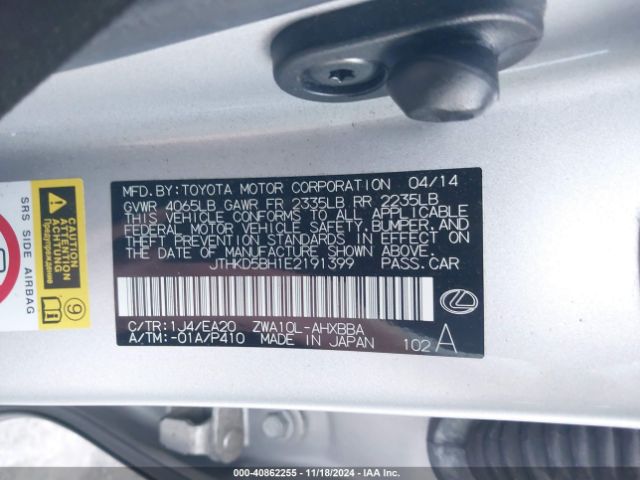 MFD.BY:TOYOTA MOTOR CORPORATION 04/14
GVWR 4065LB GAWR FR 2335LB RR 2235LB
THIS VEHICLE CONFORMS TO ALL APPLICABLE
FEDERAL MOTOR VEHICLE SAFETY, BUMPER, AND
THEFT PREVENTION STANDARDS IN EFFECT ON
THE DATE OF MANUFACTURE SHOWN ABOVE.
JTHKD5BH1E2191399 PASS.CAR
C/TR:1J4/EA20 ZWA10L-AHXBBA
A/TM:-01A/P410 MADE IN JAPAN 102 A
CAUTION
ATTENTION
ACHTUNG
SRS SIDE AIRBAG
9
000-40862255 - 11/18/2024 - IAA Inc.